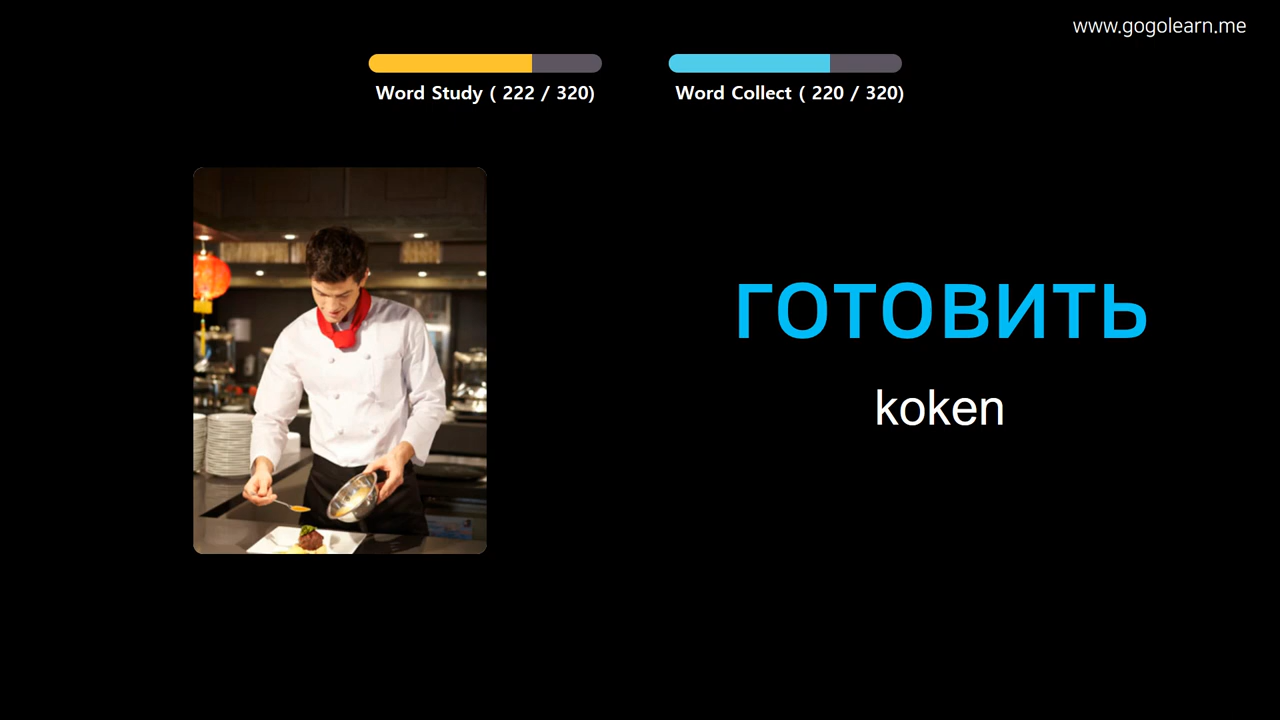 www.gogolearn.me
Word Study ( 222 / 320)
Word Collect ( 220 / 320)
готовить
koken